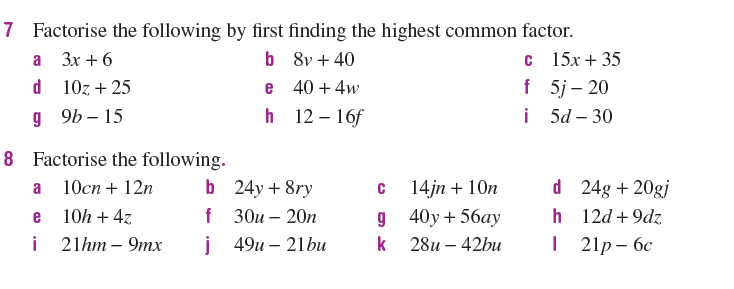 7 Factorise the following by first finding the highest common factor.
a 3x + 6 b 8v + 40 c 15x + 35
d 10z + 25 e 40 + 4w f 5j – 20
g 9b – 15 h 12 – 16f i 5d – 30
8 Factorise the following.
a 10cn + 12n b 24y + 8ry c 14jn + 10n d 24g + 20gj
e 10h + 4z f 30u – 20n g 40y + 56ay h 12d + 9dz
i 21hm – 9mx j 49u – 21bu k 28u – 42bu l 21p – 6c